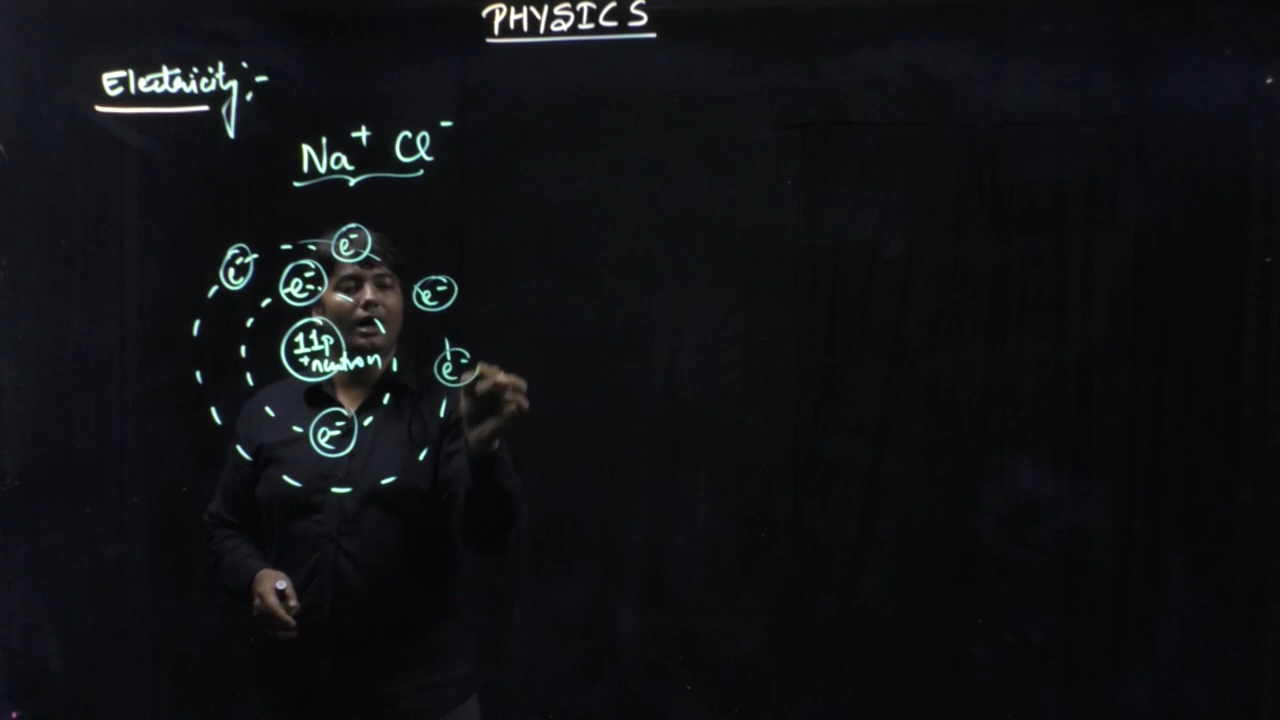 PHYSICS
Electricity:-
Na⁺ Cl⁻
e⁻
e⁻
e⁻
e⁻
11p
+neutron
e⁻
e⁻